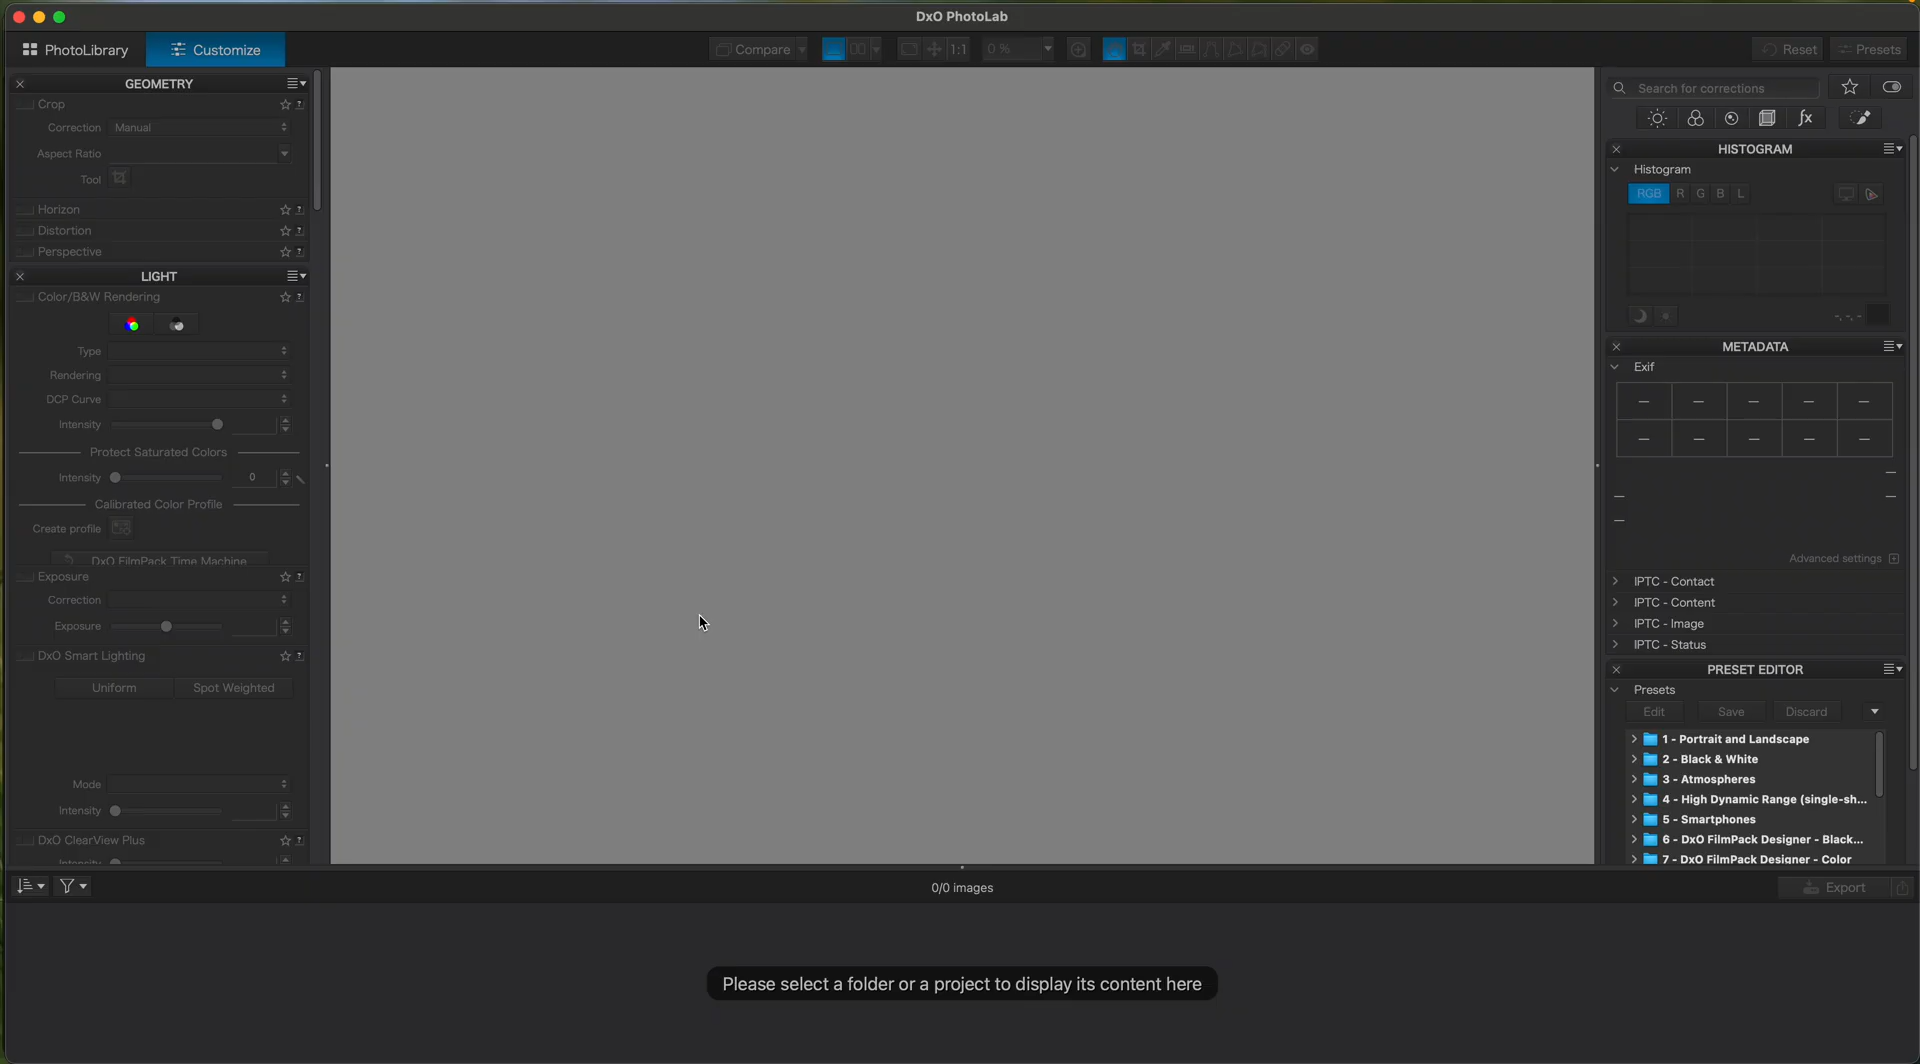 DxO PhotoLab
PhotoLibrary
Customize
Compare
1:1
0 %
Reset
Presets
GEOMETRY
Crop
Correction Manual
Aspect Ratio
Tool
Horizon
Distortion
Perspective
LIGHT
Color/B&W Rendering
Type
Rendering
DCP Curve
Intensity
Protect Saturated Colors
Intensity 0
Calibrated Color Profile
Create profile
DxO FilmPack Time Machine
Exposure
Correction
Exposure
DxO Smart Lighting
Uniform Spot Weighted
Mode
Intensity
DxO ClearView Plus
Intensity
Search for corrections
fx
HISTOGRAM
Histogram
RGB R G B L
METADATA
Exif
Advanced settings
IPTC - Contact
IPTC - Content
IPTC - Image
IPTC - Status
PRESET EDITOR
Presets
Edit Save Discard
1 - Portrait and Landscape
2 - Black & White
3 - Atmospheres
4 - High Dynamic Range (single-sh...
5 - Smartphones
6 - DxO FilmPack Designer - Black...
7 - DxO FilmPack Designer - Color
0/0 images
Export
Please select a folder or a project to display its content here